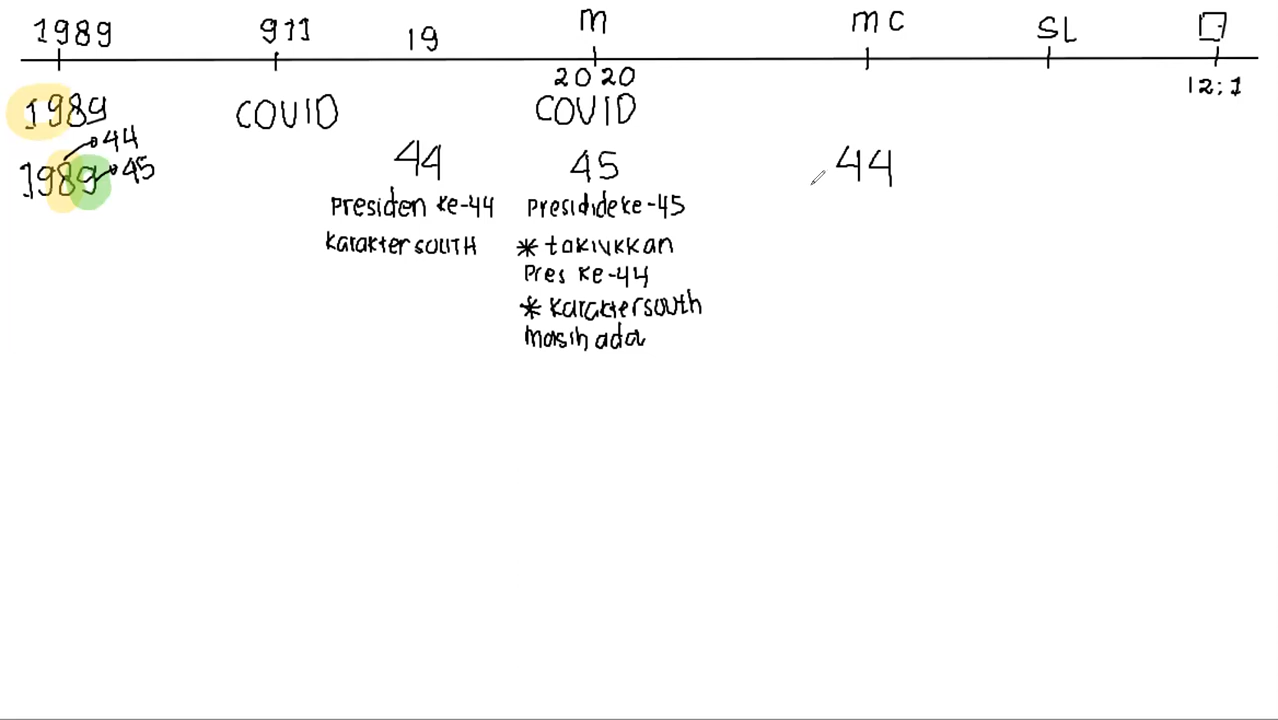 1989 911 19 M MC SL
2020 12:1
1989 COVID COVID
44
1989 45 44 45 44
Presiden ke-44 Presidideke-45
Karakter SOUTH * taklukkan
Pres ke-44
* Karakter south
masih ada